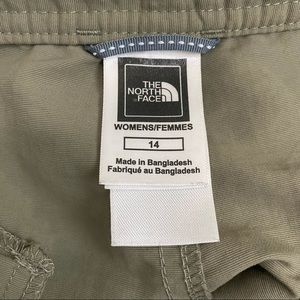 THE
NORTH
FACE
WOMENS/FEMMES
14
Made in Bangladesh
Fabriqué au Bangladesh